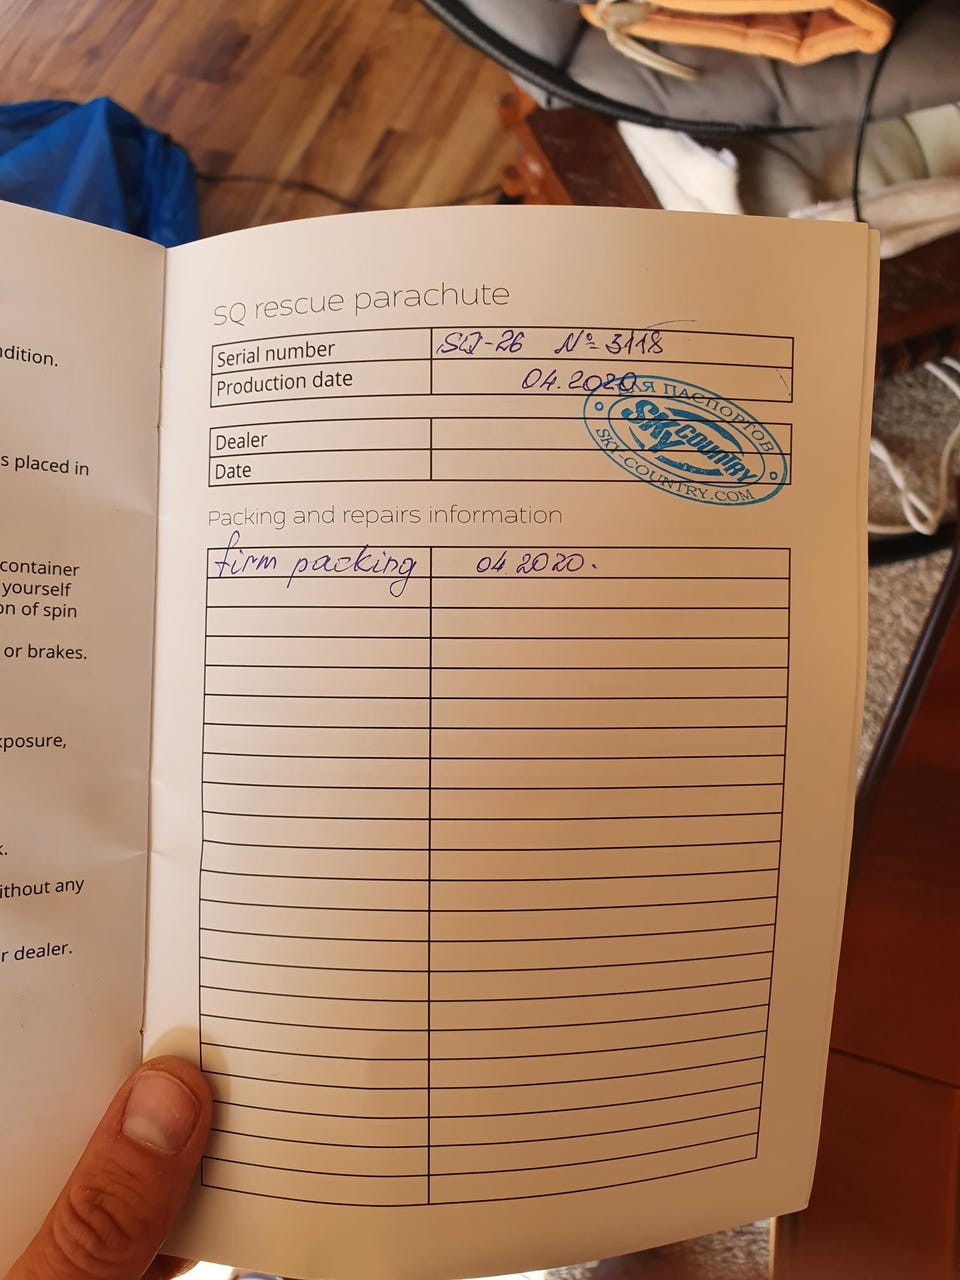 ndition.
s placed in
container
yourself
on of spin
or brakes.
xposure,
k.
ithout any
r dealer.
SQ rescue parachute
Serial number SQ-26 № 3118
Production date 04.2020
ДЛЯ ПАСПОРТОВ
SKY COUNTRY
SKY-COUNTRY.COM
Dealer
Date
Packing and repairs information
firm packing 04.2020.